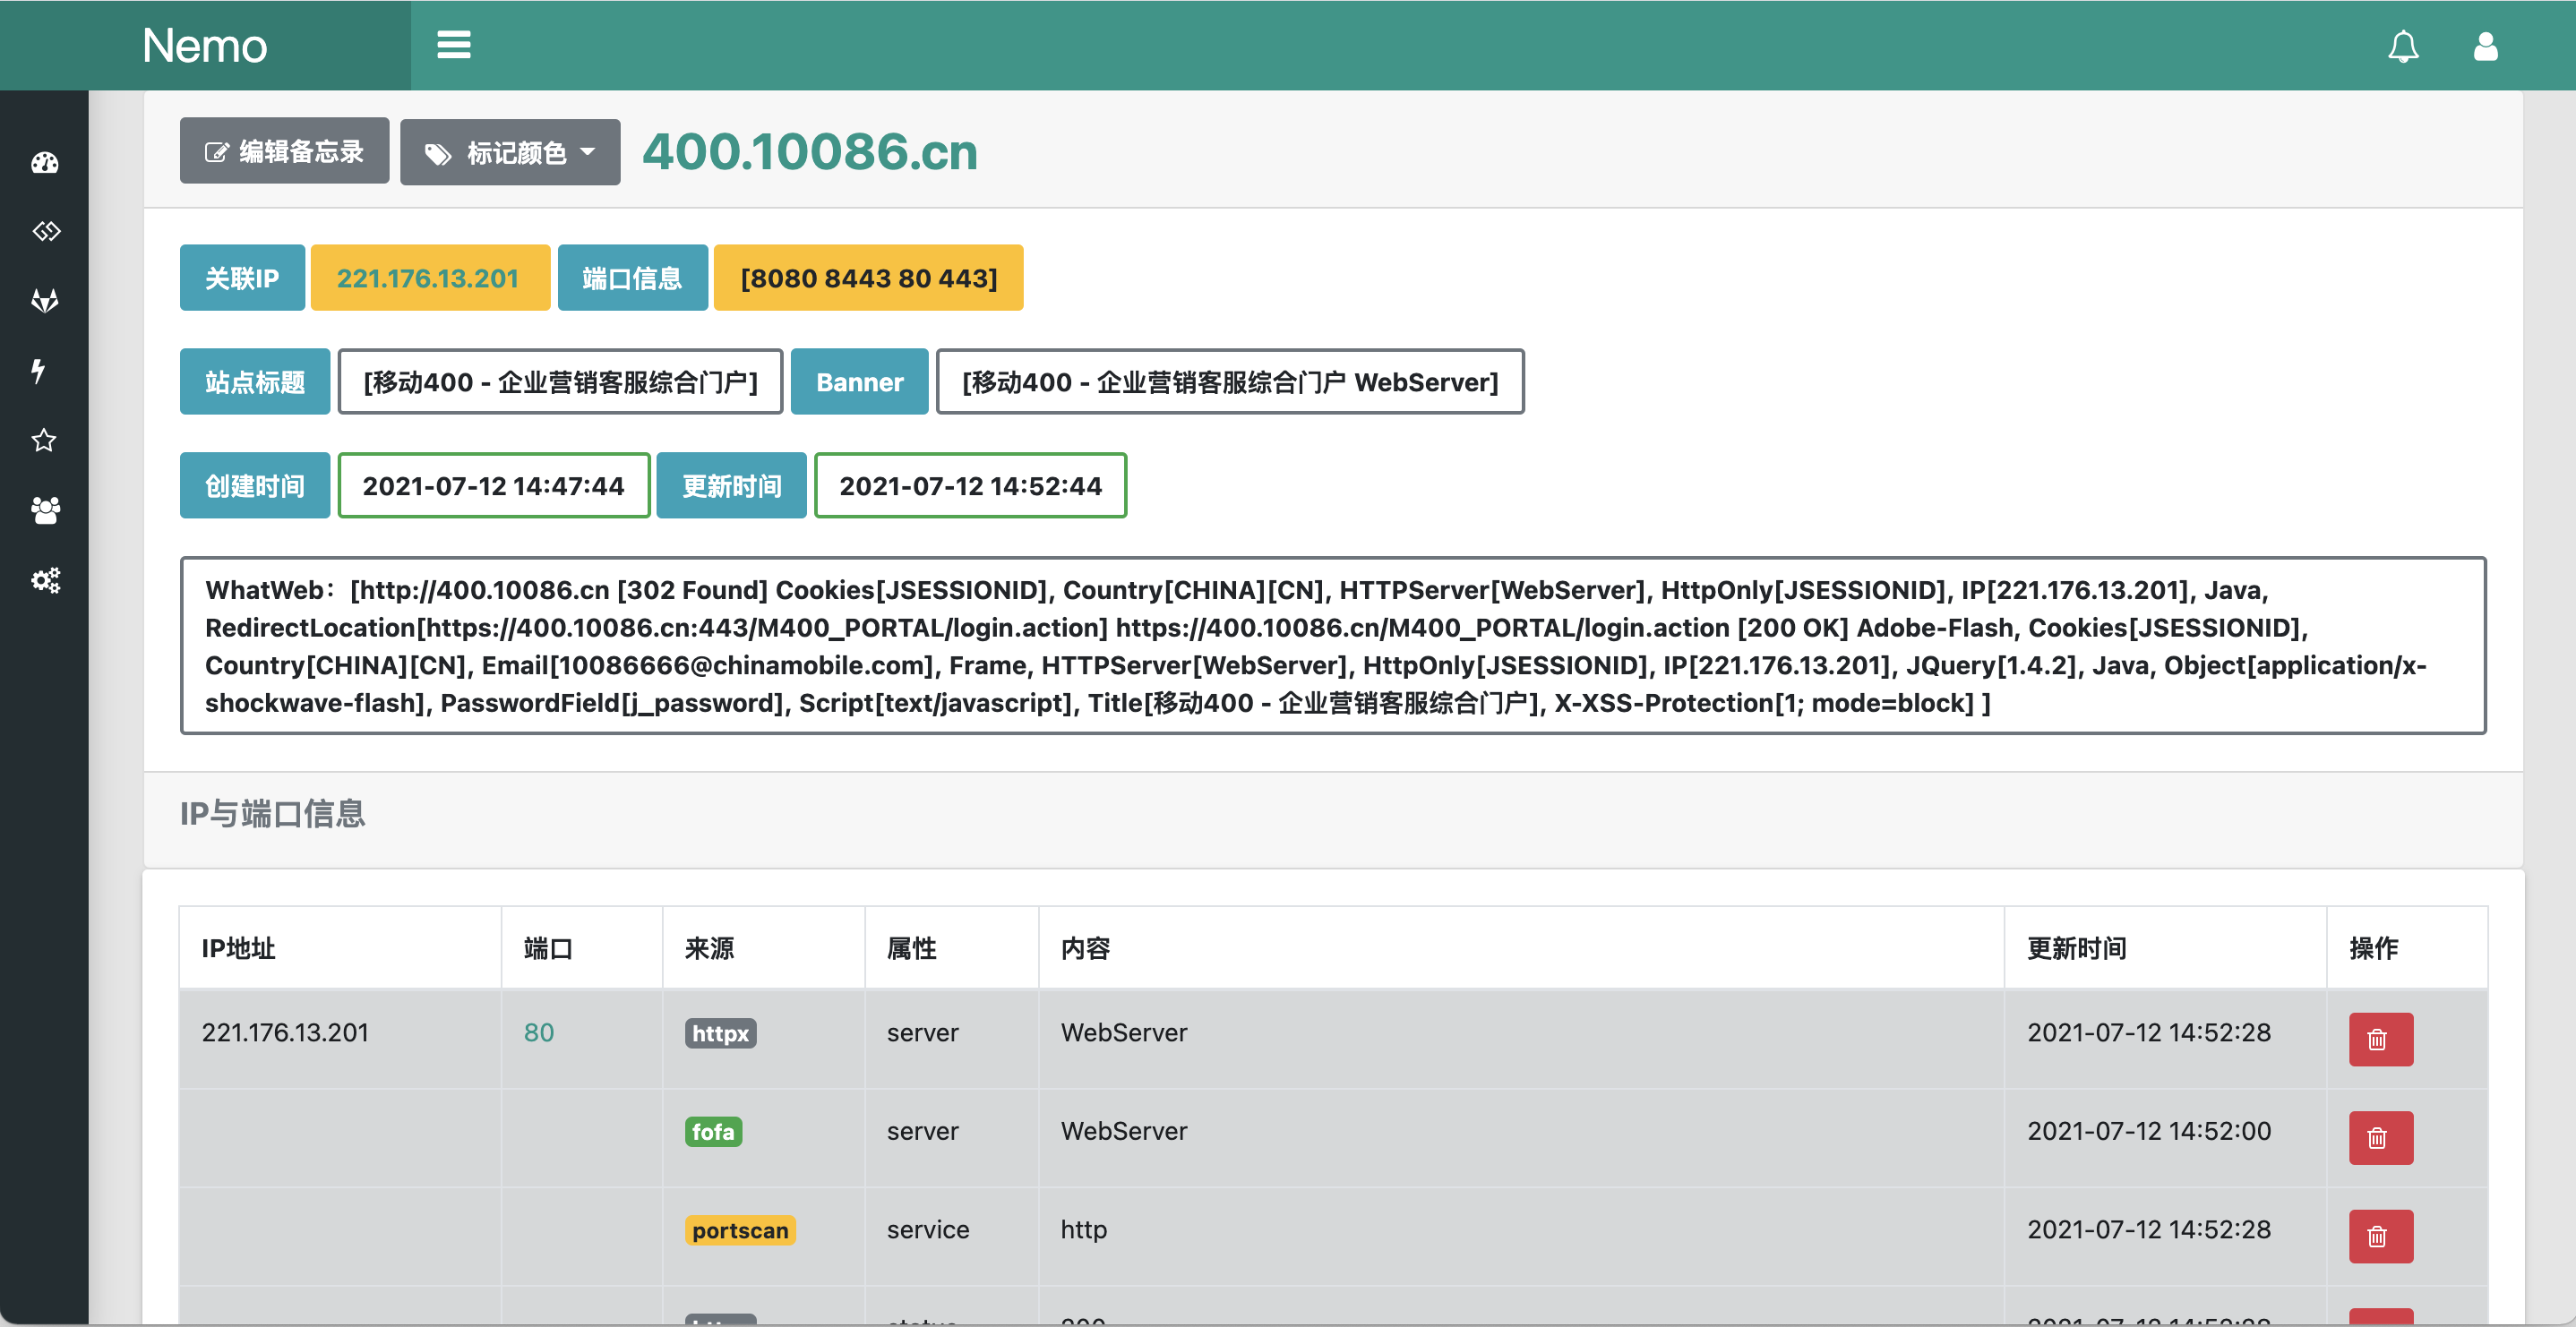 Nemo
编辑备忘录 标记颜色 400.10086.cn
关联IP 221.176.13.201 端口信息 [8080 8443 80 443]
站点标题 [移动400 - 企业营销客服综合门户] Banner [移动400 - 企业营销客服综合门户 WebServer]
创建时间 2021-07-12 14:47:44 更新时间 2021-07-12 14:52:44
WhatWeb：[http://400.10086.cn [302 Found] Cookies[JSESSIONID], Country[CHINA][CN], HTTPServer[WebServer], HttpOnly[JSESSIONID], IP[221.176.13.201], Java,
RedirectLocation[https://400.10086.cn:443/M400_PORTAL/login.action] https://400.10086.cn/M400_PORTAL/login.action [200 OK] Adobe-Flash, Cookies[JSESSIONID],
Country[CHINA][CN], Email[10086666@chinamobile.com], Frame, HTTPServer[WebServer], HttpOnly[JSESSIONID], IP[221.176.13.201], JQuery[1.4.2], Java, Object[application/x-
shockwave-flash], PasswordField[j_password], Script[text/javascript], Title[移动400 - 企业营销客服综合门户], X-XSS-Protection[1; mode=block] ]
IP与端口信息
IP地址 端口 来源 属性 内容 更新时间 操作
221.176.13.201 80 httpx server WebServer 2021-07-12 14:52:28
fofa server WebServer 2021-07-12 14:52:00
portscan service http 2021-07-12 14:52:28